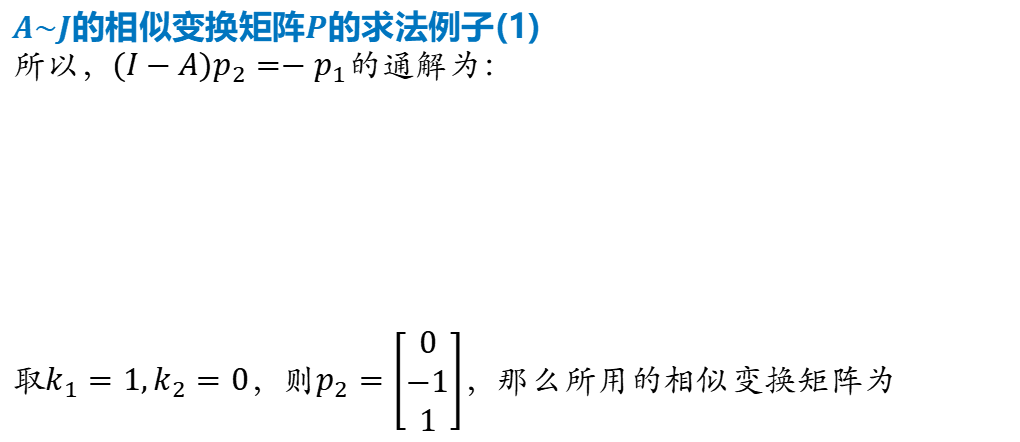 A~J的相似变换矩阵P的求法例子(1)
所以，(I − A)p₂ =− p₁的通解为：
取k₁ = 1, k₂ = 0，则p₂ = [0 −1 1]，那么所用的相似变换矩阵为